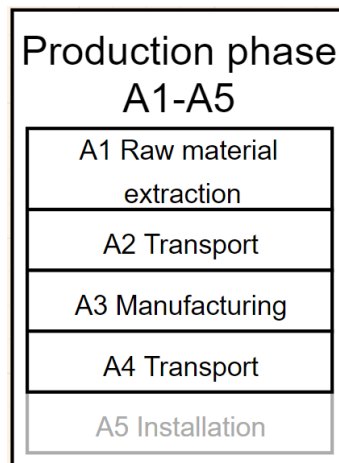 Production phase
A1-A5
A1 Raw material
extraction
A2 Transport
A3 Manufacturing
A4 Transport
A5 Installation